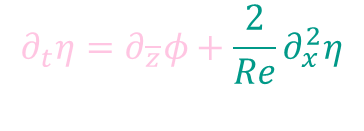 ∂ₜη = ∂_z̅ ϕ + 2/Re ∂ₓ²η